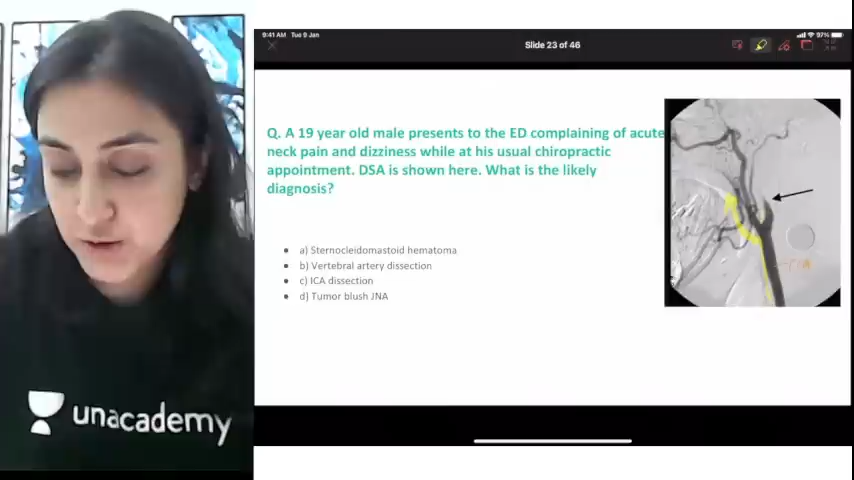 9:41 AM Tue 9 Jan
97%
Slide 23 of 46
Q. A 19 year old male presents to the ED complaining of acute
neck pain and dizziness while at his usual chiropractic
appointment. DSA is shown here. What is the likely
diagnosis?
• a) Sternocleidomastoid hematoma
• b) Vertebral artery dissection
• c) ICA dissection
• d) Tumor blush JNA
unacademy